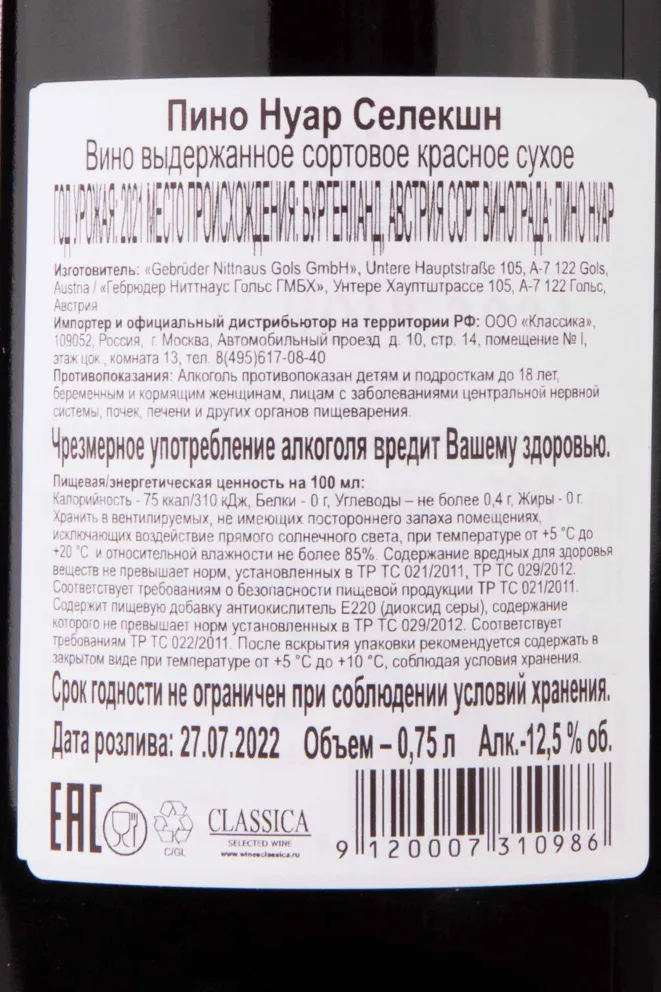 Пино Нуар Селекшн
Вино выдержанное сортовое красное сухое
ГОД УРОЖАЯ: 2021 МЕСТО ПРОИСХОЖДЕНИЯ: БУРГЕНЛАНД, АВСТРИЯ СОРТ ВИНОГРАДА: ПИНО НУАР
Изготовитель: «Gebrüder Nittnaus Gols GmbH», Untere Hauptstraße 105, A-7 122 Gols,
Austria / «Гебрюдер Ниттнаус Гольс ГМБХ», Унтере Хауптштрассе 105, А-7 122 Гольс,
Австрия
Импортер и официальный дистрибьютор на территории РФ: ООО «Классика»,
109052, Россия, г. Москва, Автомобильный проезд д. 10, стр. 14, помещение № I,
этаж цок., комната 13, тел. 8(495)617-08-40
Противопоказания: Алкоголь противопоказан детям и подросткам до 18 лет,
беременным и кормящим женщинам, лицам с заболеваниями центральной нервной
системы, почек, печени и других органов пищеварения.
Чрезмерное употребление алкоголя вредит Вашему здоровью.
Пищевая/энергетическая ценность на 100 мл:
Калорийность - 75 ккал/310 кДж, Белки - 0 г, Углеводы – не более 0,4 г, Жиры - 0 г.
Хранить в вентилируемых, не имеющих постороннего запаха помещениях,
исключающих воздействие прямого солнечного света, при температуре от +5 °С до
+20 °С и относительной влажности не более 85%. Содержание вредных для здоровья
веществ не превышает норм, установленных в ТР ТС 021/2011, ТР ТС 029/2012.
Соответствует требованиям о безопасности пищевой продукции ТР ТС 021/2011.
Содержит пищевую добавку антиокислитель Е220 (диоксид серы), содержание
которого не превышает норм установленных в ТР ТС 029/2012. Соответствует
требованиям ТР ТС 022/2011. После вскрытия упаковки рекомендуется содержать в
закрытом виде при температуре от +5 °С до +10 °С, соблюдая условия хранения.
Срок годности не ограничен при соблюдении условий хранения.
Дата розлива: 27.07.2022 Объем – 0,75 л Алк.-12,5 % об.
EAC
C/GL
CLASSICA
SELECTED WINE
www.wineclassica.ru
9 120007 310986